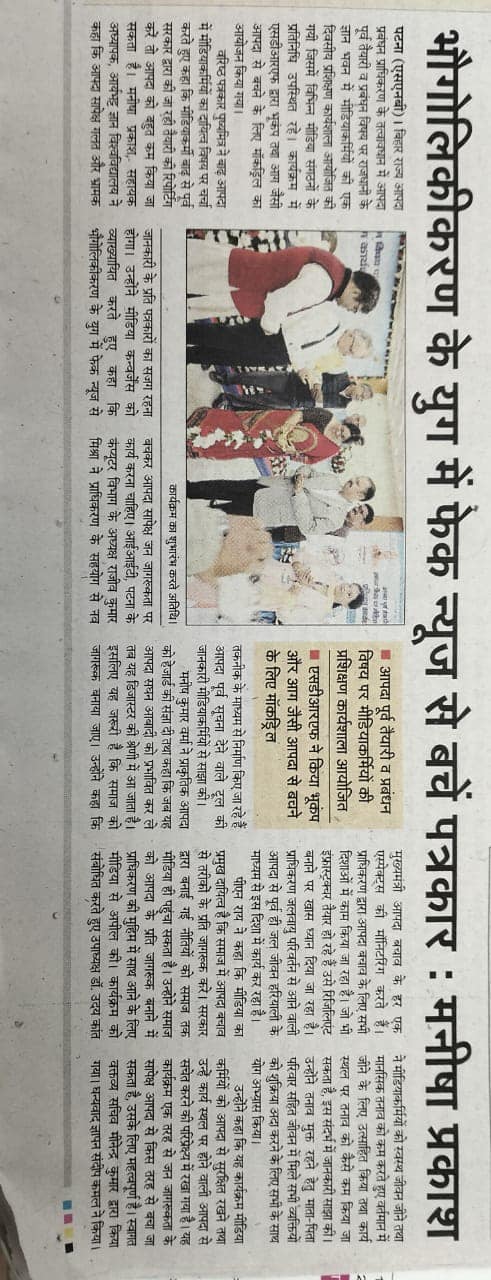 भौगोलिकीकरण के युग में फेक न्यूज से बचें पत्रकार : मनीषा प्रकाश
पटना (एसएनबी)। बिहार राज्य आपदा
प्रबंधन प्राधिकरण के तत्वावधान में आपदा
पूर्व तैयारी व प्रबंधन विषय पर राजधानी के
ज्ञान भवन में मीडियाकर्मियों को एक
दिवसीय प्रशिक्षण कार्यशाला आयोजित की
गयी जिसमें विभिन्न मीडिया संगठनों के
प्रतिनिधि उपस्थित रहे। कार्यक्रम में
एसडीआरएफ द्वारा भूकंप तथा आग जैसी
आपदा से बचने के लिए मॉकड्रिल का
आयोजन किया गया।
वरिष्ठ पत्रकार पुष्यमित्र ने बाढ़ आपदा
में मीडियाकर्मियों का दायित्व विषय पर चर्चा
करते हुए कहा कि मीडियाकर्मी बाढ़ से पूर्व
सरकार द्वारा की जा रही तैयारी की रिपोर्टिंग
करें तो आपदा को बहुत कम किया जा
सकता है। मनीषा प्रकाश, सहायक
अध्यापक, आर्यभट्ट ज्ञान विश्वविद्यालय ने
कहा कि आपदा सापेक्ष गलत और भ्रामक
कार्यक्रम का शुभारंभ करते अतिथि।
जानकारी के प्रति पत्रकारों का सजग रहना
होगा। उन्होंने मीडिया कन्वर्जेंस को
व्याख्यायित करते हुए कहा कि
भौगोलिकीकरण के युग में फेक न्यूज से
बचकर आपदा सापेक्ष जन जागरूकता पर
कार्य करना चाहिए। आईआईटी, पटना के
कंप्यूटर विभाग के अध्यक्ष राजीव कुमार
मिश्रा ने प्राधिकरण के सहयोग से नव
आपदा पूर्व तैयारी व प्रबंधन
विषय पर मीडियाकर्मियों की
प्रशिक्षण कार्यशाला आयोजित
एसडीआरएफ ने किया भूकंप
और आग जैसी आपदा से बचने
के लिए मॉकड्रिल
तकनीक के माध्यम से निर्माण किए जा रहे हैं
आपदा पूर्व सूचना देने वाले टूल की
जानकारी मीडियाकर्मियों से साझा की।
मनीष कुमार वर्मा ने प्राकृतिक आपदा
को हेजार्ड की संज्ञा दी तथा कहा कि जब यह
आपदा सघन आबादी को प्रभावित कर ले
तब यह डिजास्टर की श्रेणी में आ जाता है।
इसलिए यह जरूरी है कि समाज को
जागरूक बनाया जाए। उन्होंने कहा कि
मुख्यमंत्री आपदा बचाव के हर एक
एस्पेक्ट्स की मॉनिटरिंग करते हैं।
प्राधिकरण द्वारा आपदा बचाव के लिए सभी
दिशाओं में काम किया जा रहा है। जो भी
इंफ्रास्ट्रक्चर तैयार हो रहे हैं उसे रिजिलिएंट
बनाने पर खास ध्यान दिया जा रहा है।
प्राधिकरण जलवायु परिवर्तन से आने वाली
आपदा से पूर्व ही जल जीवन हरियाली के
माध्यम से इस दिशा में कार्य कर रहा है।
पीएन राय ने कहा कि मीडिया का
प्रमुख दायित्व है कि समाज में आपदा बचाव
से तरीकों के प्रति जागरूक करे। सरकार
द्वारा बनाई गई नीतियों को समाज तक
मीडिया ही पहुंचा सकता है। उन्होंने समाज
को आपदा के प्रति जागरूक बनाने में
प्राधिकरण की मुहिम में साथ आने के लिए
मीडिया से अपील की। कार्यक्रम को
संबोधित करते हुए उपाध्यक्ष डॉ. उदय कांत
ने मीडियाकर्मियों को स्वस्थ जीवन जीने तथा
मानसिक तनाव को कम करते हुए वर्तमान में
जीने के लिए उत्साहित किया तथा कार्य
स्थल पर तनाव को कैसे कम किया जा
सकता है, इस संदर्भ में जानकारी साझा की।
उन्होंने तनाव मुक्त रहने हेतु माता-पिता
परिवार सहित जीवन में मिले सभी व्यक्तियों
को शुक्रिया अदा करने के लिए सभी के साथ
योग अभ्यास किया।
उन्होंने कहा कि यह कार्यक्रम मीडिया
कर्मियों को आपदा से सुरक्षित रखने तथा
उन्हें कार्य स्थल पर होने वाली आपदा से
सचेत करने की परिप्रेक्ष्य में रखा गया है। यह
कार्यक्रम एक तरह से जन जागरूकता के
सापेक्ष आपदा से किस तरह से बचा जा
सकता है, उसके लिए महत्वपूर्ण है। स्वागत
वक्तव्य सचिव मीनेन्द्र कुमार द्वारा किया
गया। धन्यवाद ज्ञापन संदीप कमल ने किया।